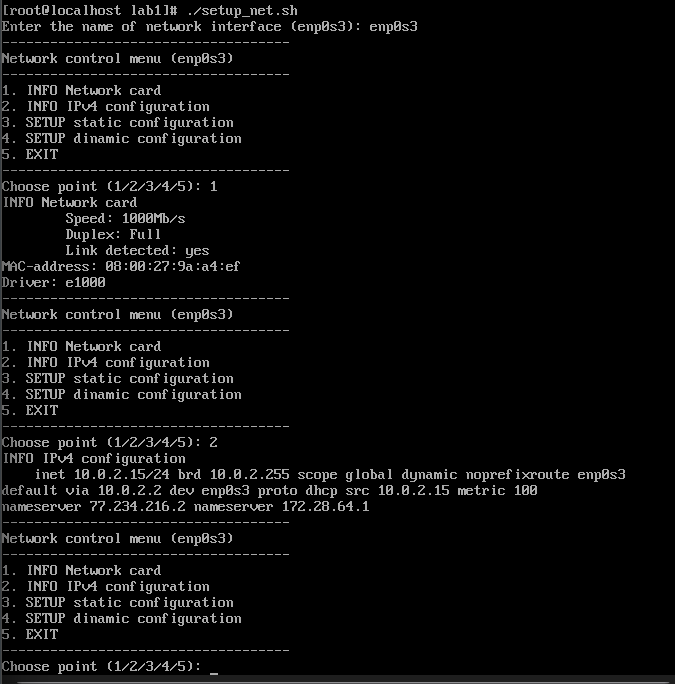 [root@localhost lab1]# ./setup_net.sh
Enter the name of network interface (enp0s3): enp0s3
------------------------------------
Network control menu (enp0s3)
------------------------------------
1. INFO Network card
2. INFO IPv4 configuration
3. SETUP static configuration
4. SETUP dinamic configuration
5. EXIT
------------------------------------
Choose point (1/2/3/4/5): 1
INFO Network card
        Speed: 1000Mb/s
        Duplex: Full
        Link detected: yes
MAC-address: 08:00:27:9a:a4:ef
Driver: e1000
------------------------------------
Network control menu (enp0s3)
------------------------------------
1. INFO Network card
2. INFO IPv4 configuration
3. SETUP static configuration
4. SETUP dinamic configuration
5. EXIT
------------------------------------
Choose point (1/2/3/4/5): 2
INFO IPv4 configuration
    inet 10.0.2.15/24 brd 10.0.2.255 scope global dynamic noprefixroute enp0s3
default via 10.0.2.2 dev enp0s3 proto dhcp src 10.0.2.15 metric 100
nameserver 77.234.216.2 nameserver 172.28.64.1
------------------------------------
Network control menu (enp0s3)
------------------------------------
1. INFO Network card
2. INFO IPv4 configuration
3. SETUP static configuration
4. SETUP dinamic configuration
5. EXIT
------------------------------------
Choose point (1/2/3/4/5): _